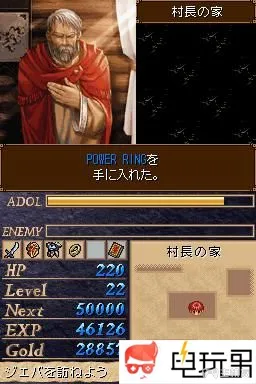 村長の家
POWER RINGを
手に入れた。
ADOL
ENEMY
村長の家
HP 220
Level 22
Next 50000
EXP 46126
Gold 28857
ジェバを訪ねよう
电玩男